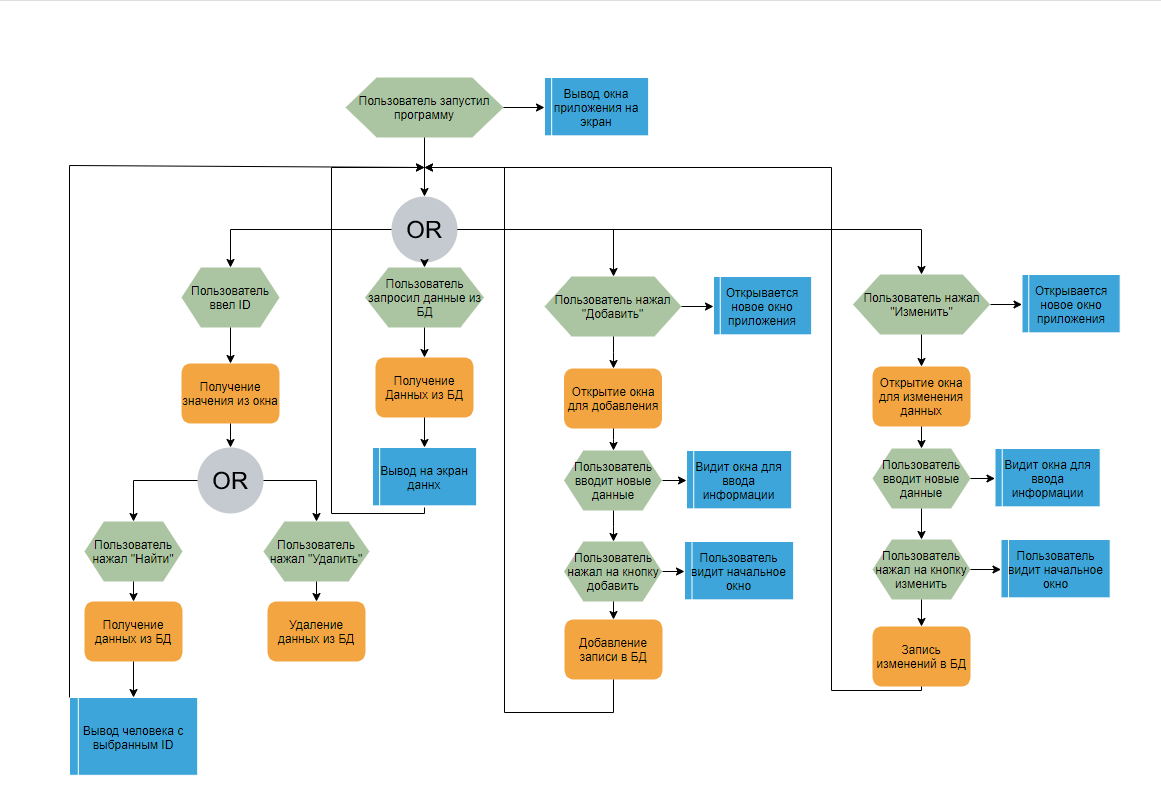 Пользователь запустил
программу
Вывод окна
приложения на
экран
OR
Пользователь
ввел ID
Пользователь
запросил данные из
БД
Пользователь нажал
"Добавить"
Открывается
новое окно
приложения
Пользователь нажал
"Изменить"
Открывается
новое окно
приложения
Получение
значения из окна
Получение
Данных из БД
Открытие окна
для добавления
Открытие окна
для изменения
данных
OR
Вывод на экран
даннх
Пользователь
вводит новые
данные
Видит окна для
ввода
информации
Пользователь
вводит новые
данные
Видит окна для
ввода
информации
Пользователь
нажал "Найти"
Пользователь
нажал "Удалить"
Пользователь
нажал на кнопку
добавить
Пользователь
видит начальное
окно
Пользователь
нажал на кнопку
изменить
Пользователь
видит начальное
окно
Получение
данных из БД
Удаление
данных из БД
Добавление
записи в БД
Запись
изменений в БД
Вывод человека с
выбранным ID